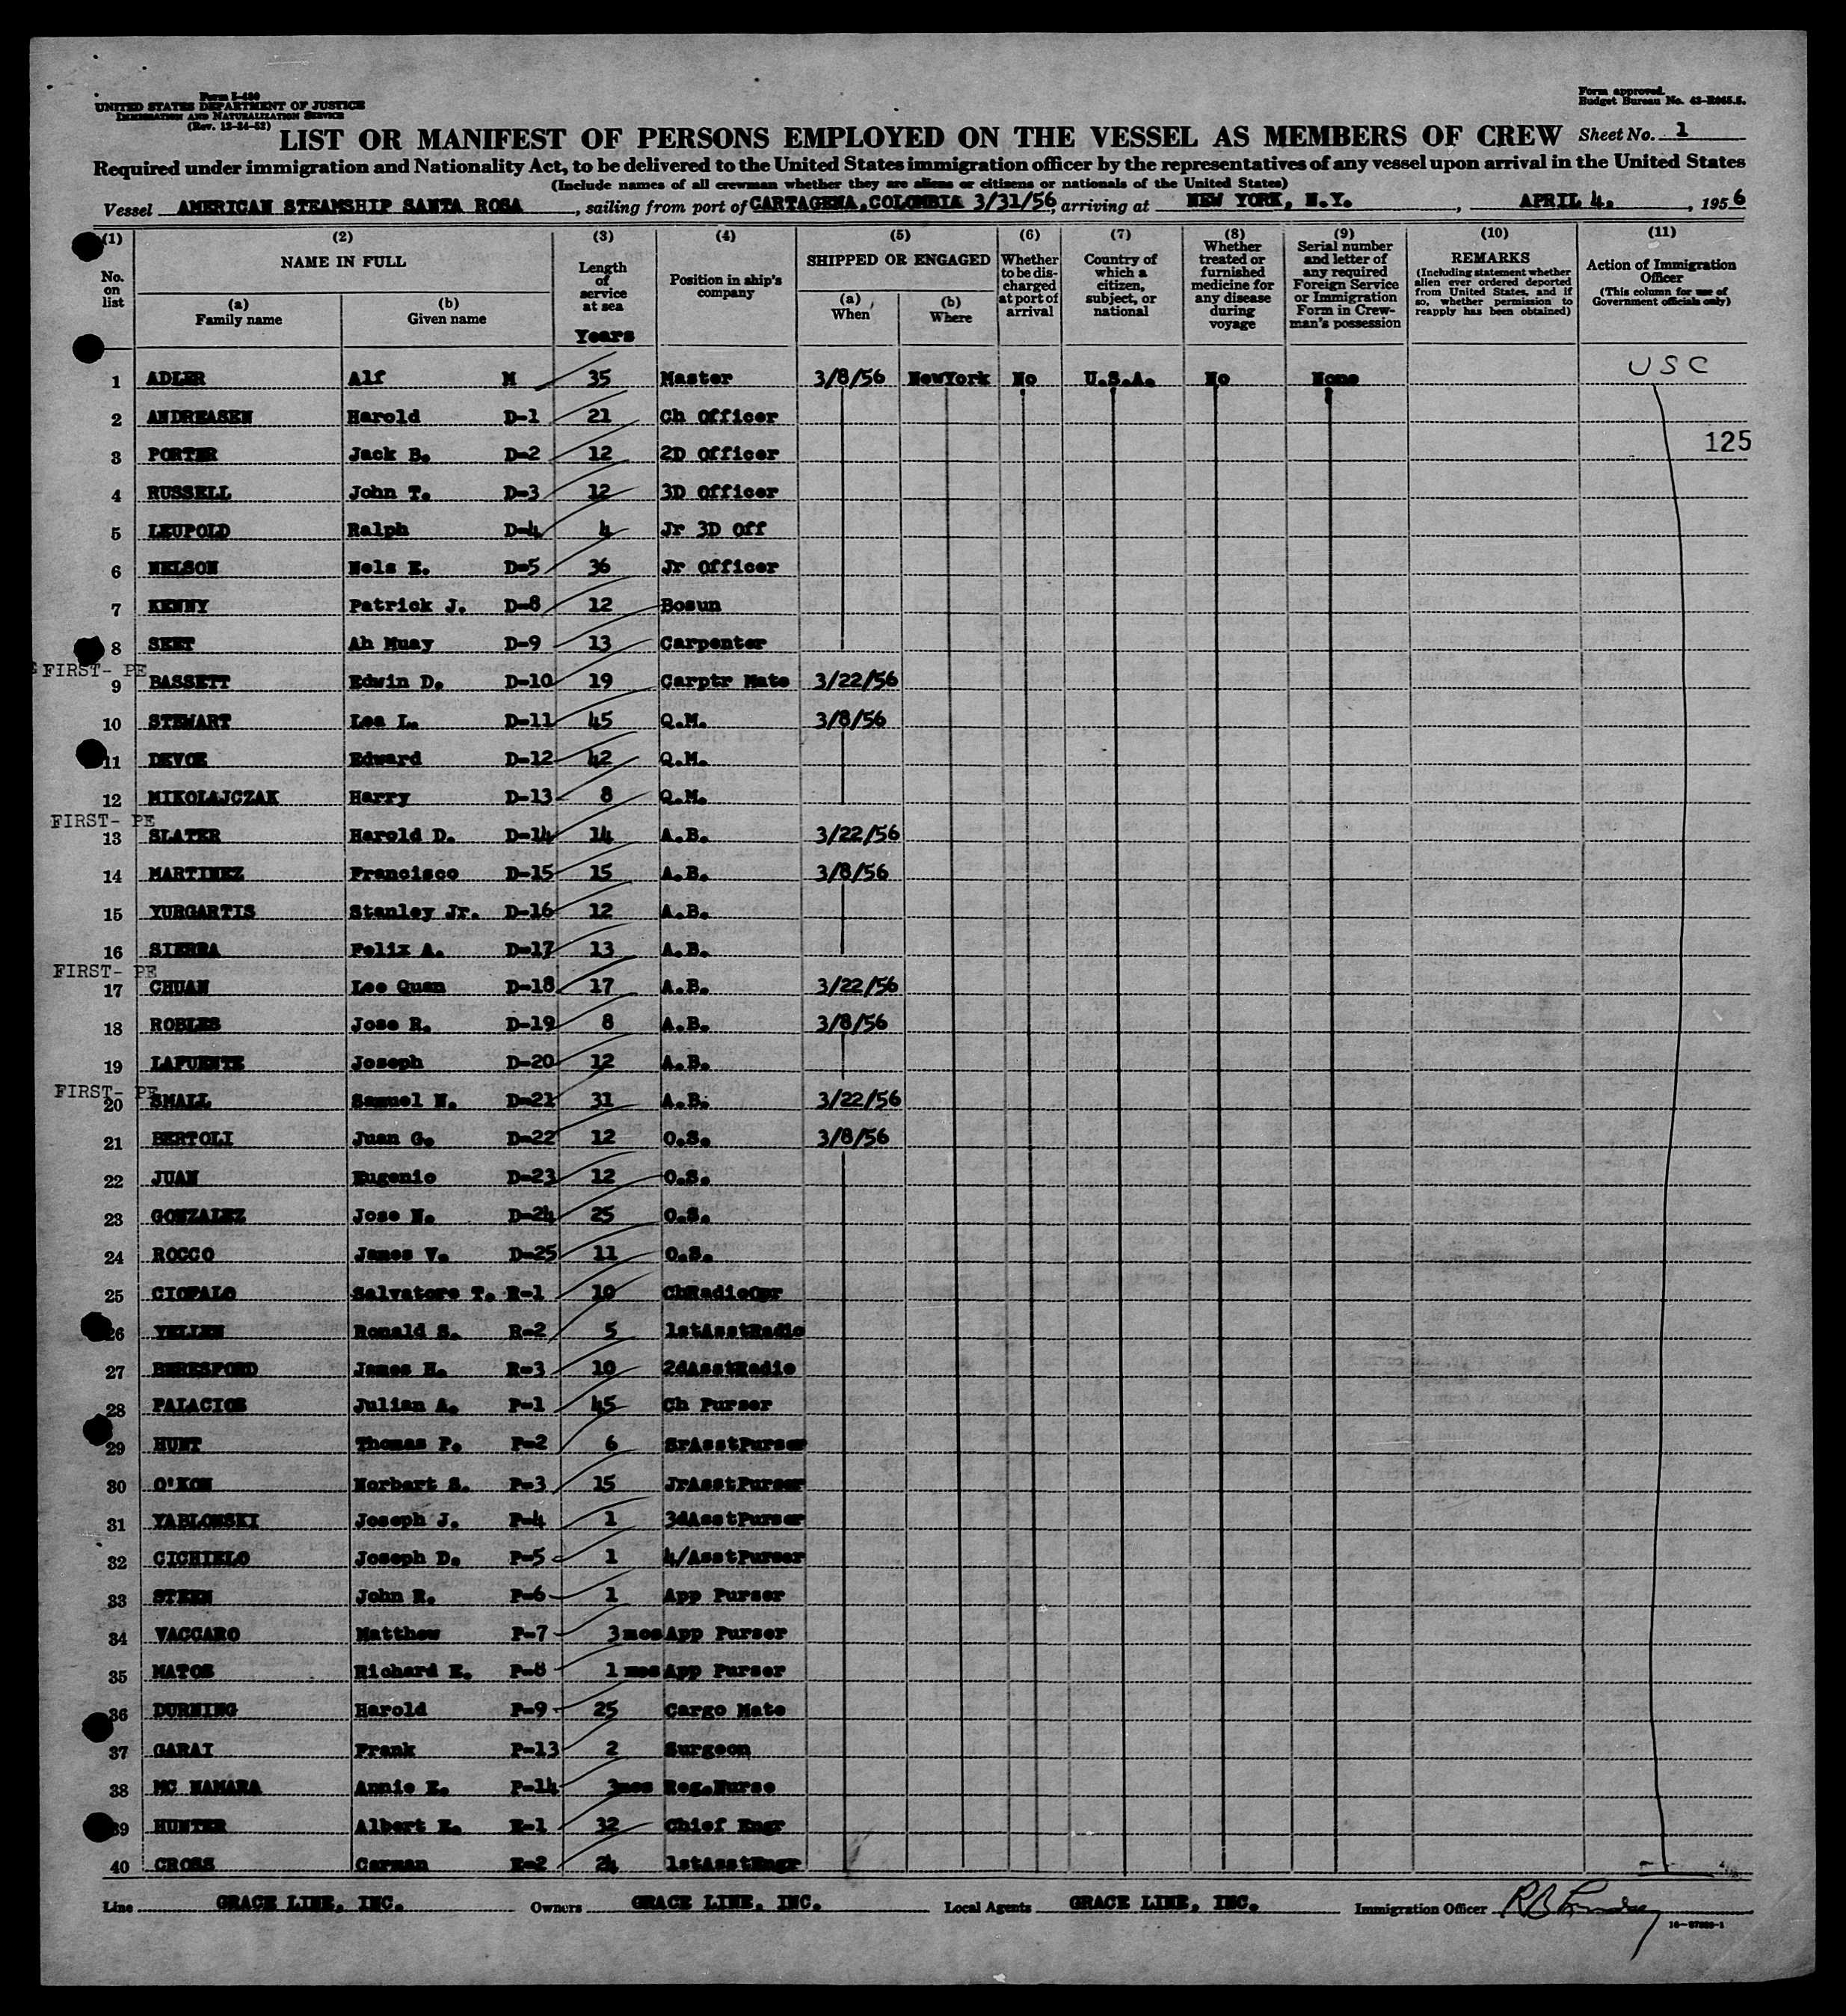 Form I-480
UNITED STATES DEPARTMENT OF JUSTICE
IMMIGRATION AND NATURALIZATION SERVICE
(Rev. 12-24-52)
Form approved.
Budget Bureau No. 43-R065.5.
LIST OR MANIFEST OF PERSONS EMPLOYED ON THE VESSEL AS MEMBERS OF CREW Sheet No. 1
Required under immigration and Nationality Act, to be delivered to the United States immigration officer by the representatives of any vessel upon arrival in the United States
(Include names of all crewman whether they are aliens or citizens or nationals of the United States)
Vessel AMERICAN STEAMSHIP SANTA ROSA, sailing from port of CARTAGENA, COLOMBIA 3/31/56, arriving at NEW YORK, N.Y., APRIL 4, 1956
(1) No. on list
(2) NAME IN FULL (a) Family name (b) Given name
(3) Length of service at sea Years
(4) Position in ship's company
(5) SHIPPED OR ENGAGED (a) When (b) Where
(6) Whether to be discharged at port of arrival
(7) Country of which a citizen, subject, or national
(8) Whether treated or furnished medicine for any disease during voyage
(9) Serial number and letter of any required Foreign Service or Immigration Form in Crewman's possession
(10) REMARKS (Including statement whether alien ever ordered deported from United States, and if so, whether permission to reapply has been obtained)
(11) Action of Immigration Officer (This column for use of Government officials only)
1 ADLER Alf M 35 Master 3/8/56 NewYork No U.S.A. No None USC
2 ANDREASEN Harold D-1 21 Ch Officer
125
3 PORTER Jack B. D-2 12 2D Officer
4 RUSSELL John T. D-3 12 3D Officer
5 LEUPOLD Ralph D-4 4 Jr 3D Off
6 NELSON Nels E. D-5 36 Jr Officer
7 KENNY Patrick J. D-8 12 Bosun
8 SEET Ah Muay D-9 13 Carpenter
FIRST- PE
9 BASSETT Edwin D. D-10 19 Carptr Mate 3/22/56
10 STEWART Lea L. D-11 45 Q.M. 3/8/56
11 DEVOE Edward D-12 42 Q.M.
12 MIKOLAJCZAK Harry D-13 8 Q.M.
FIRST- PE
13 SLATER Harold D. D-14 14 A.B. 3/22/56
14 MARTINEZ Francisco D-15 15 A.B. 3/8/56
15 YURGARTIS Stanley Jr. D-16 12 A.B.
16 SIERRA Felix A. D-17 13 A.B.
FIRST- PE
17 CHUAN Lee Quan D-18 17 A.B. 3/22/56
18 ROBLES Jose R. D-19 8 A.B. 3/8/56
19 LAFUENTE Joseph D-20 12 A.B.
FIRST- PE
20 SMALL Samuel N. D-21 31 A.B. 3/22/56
21 BERTOLI Juan G. D-22 12 O.S. 3/8/56
22 JUAN Eugenio D-23 12 O.S.
23 GONZALEZ Jose N. D-24 25 O.S.
24 ROCCO James V. D-25 11 O.S.
25 CIOFALO Salvatore T. R-1 10 ChRadioOpr
26 YELLEN Ronald S. R-2 5 1stAsstRadio
27 BERESFORD James H. R-3 10 2dAsstRadio
28 PALACIOS Julian A. P-1 45 Ch Purser
29 HUNT Thomas P. P-2 6 SrAsstPurser
30 O'KON Norbert S. P-3 15 JrAsstPurser
31 YABLONSKI Joseph J. P-4 1 3dAsstPurser
32 CICHIELO Joseph D. P-5 1 4/AsstPurser
33 STEEN John R. P-6 1 App Purser
34 VACCARO Matthew P-7 3 mos App Purser
35 MATOS Richard E. P-8 1 mos App Purser
36 DURNING Harold P-9 25 Cargo Mate
37 GARAI Frank P-13 2 Surgeon
38 MC NAMARA Annie E. P-14 3mos Reg.Nurse
39 HUNTER Albert E. E-1 32 Chief Engr
40 CROSS Carman E-2 24 1stAsstEngr
Line GRACE LINE, INC. Owners GRACE LINE, INC. Local Agents GRACE LINE, INC. Immigration Officer